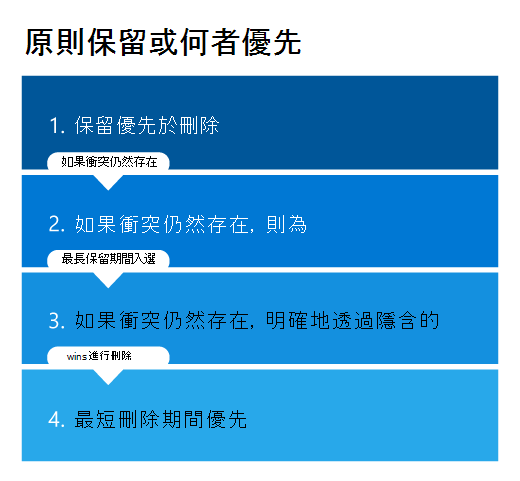 原則保留或何者優先
1. 保留優先於刪除
如果衝突仍然存在
2. 如果衝突仍然存在, 則為
最長保留期間入選
3. 如果衝突仍然存在, 明確地透過隱含的
wins 進行刪除
4. 最短刪除期間優先